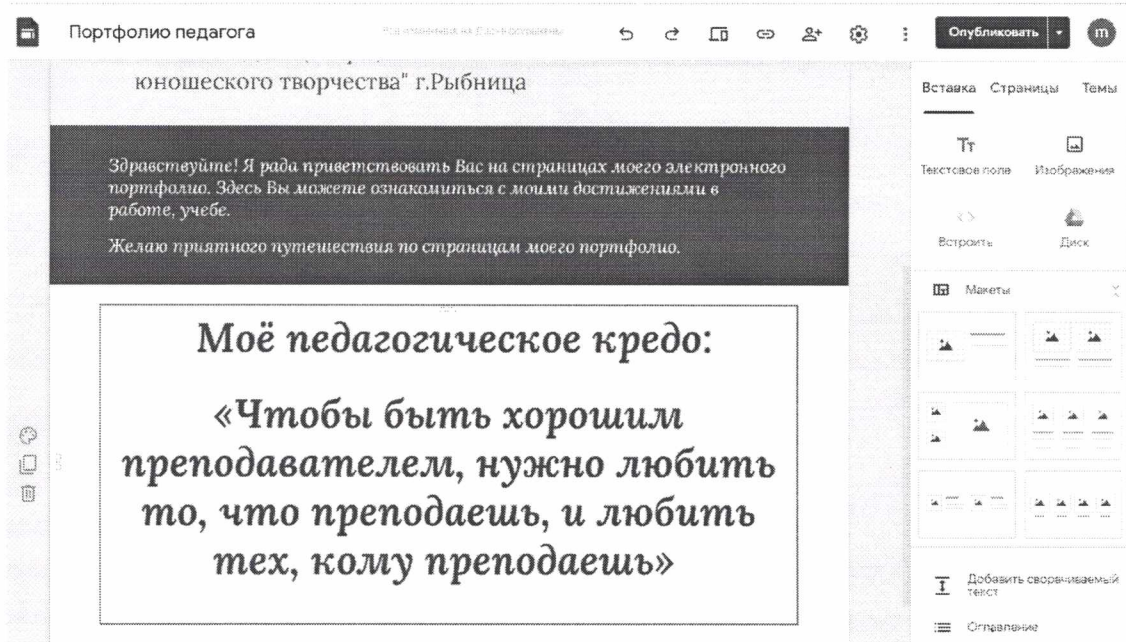 Портфолио педагога
Опубликовать
m
юношеского творчества" г.Рыбница
Вставка Страницы Темы
Здравствуйте! Я рада приветствовать Вас на страницах моего электронного
портфолио. Здесь Вы можете ознакомиться с моими достижениями в
работе, учебе.
Желаю приятного путешествия по страницам моего портфолио.
Tт
Текстовое поле Изображения
Встроить Диск
Макеты
Моё педагогическое кредо:
«Чтобы быть хорошим
преподавателем, нужно любить
то, что преподаешь, и любить
тех, кому преподаешь»
Добавить сворачиваемый
текст
Оглавление